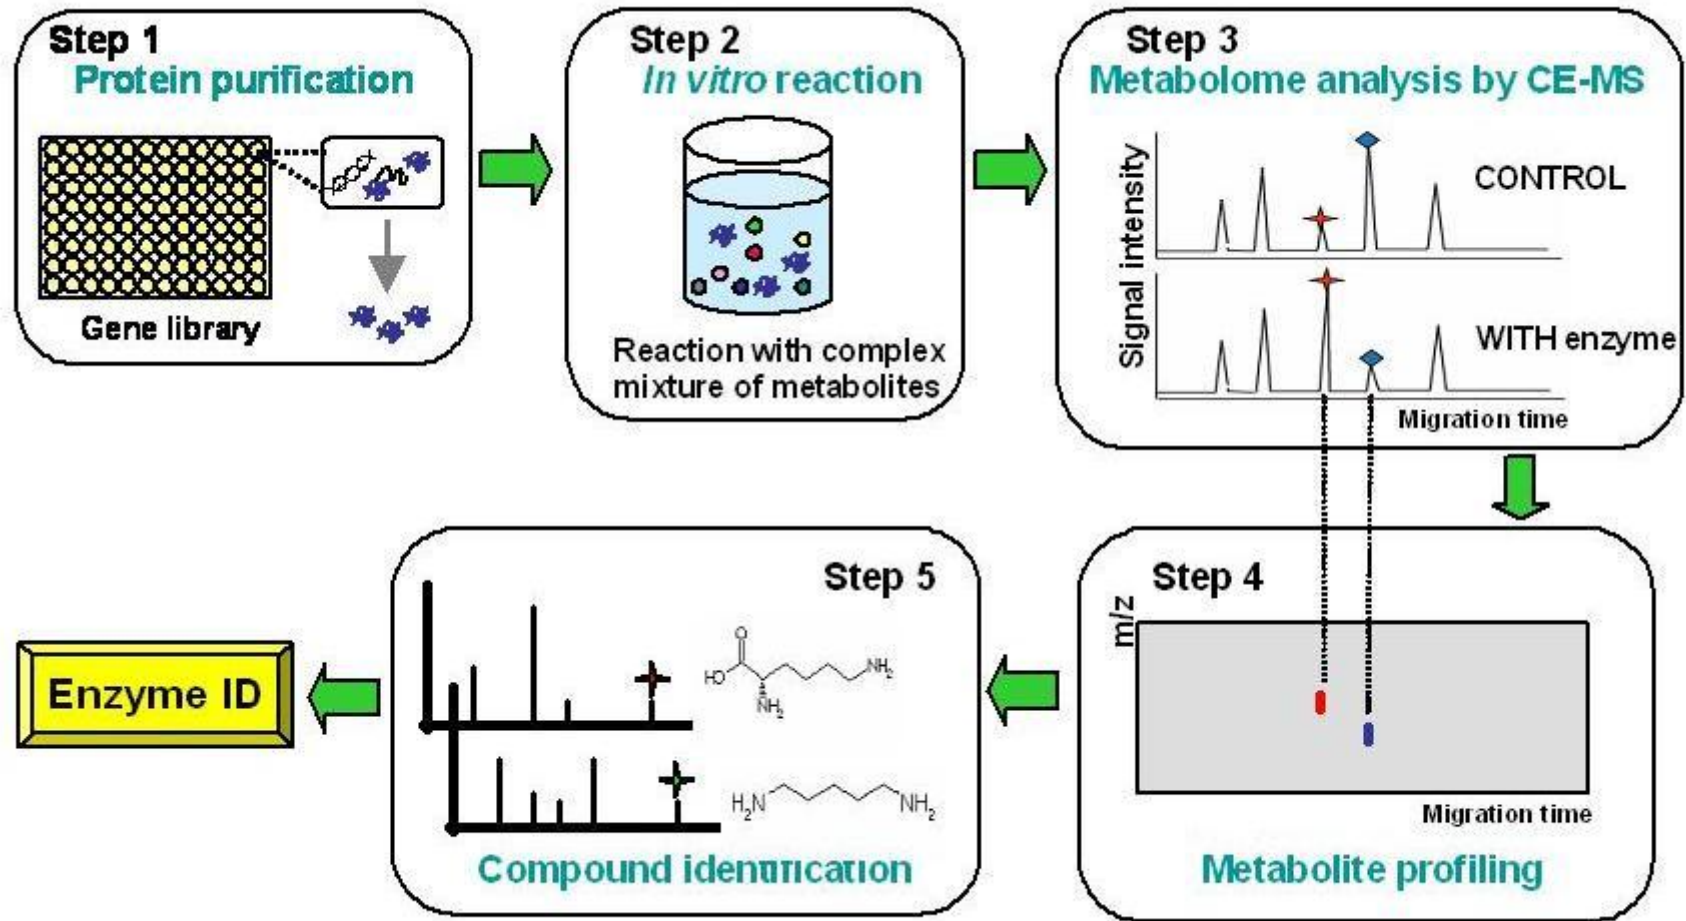 Step 1
Protein purification
Gene library
Step 2
In vitro reaction
Reaction with complex
mixture of metabolites
Step 3
Metabolome analysis by CE-MS
Signal intensity
CONTROL
WITH enzyme
Migration time
Step 4
m/z
Migration time
Metabolite profiling
Step 5
O
HO
NH2
NH2
H2N
NH2
Compound identification
Enzyme ID